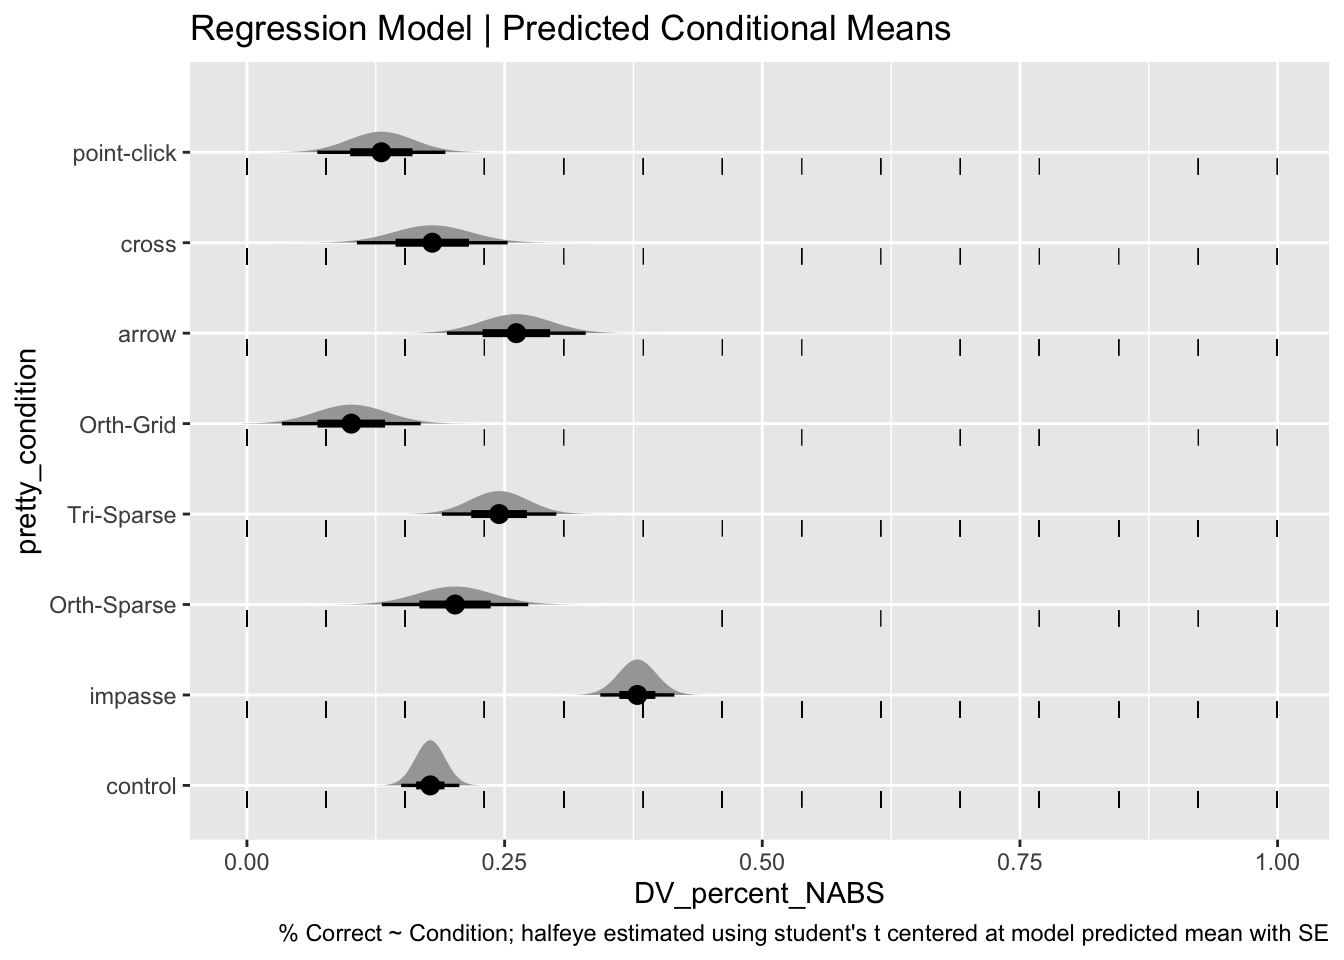 Regression Model | Predicted Conditional Means
pretty_condition
point-click
cross
arrow
Orth-Grid
Tri-Sparse
Orth-Sparse
impasse
control
0.00 0.25 0.50 0.75 1.00
DV_percent_NABS
% Correct ~ Condition; halfeye estimated using student's t centered at model predicted mean with SE